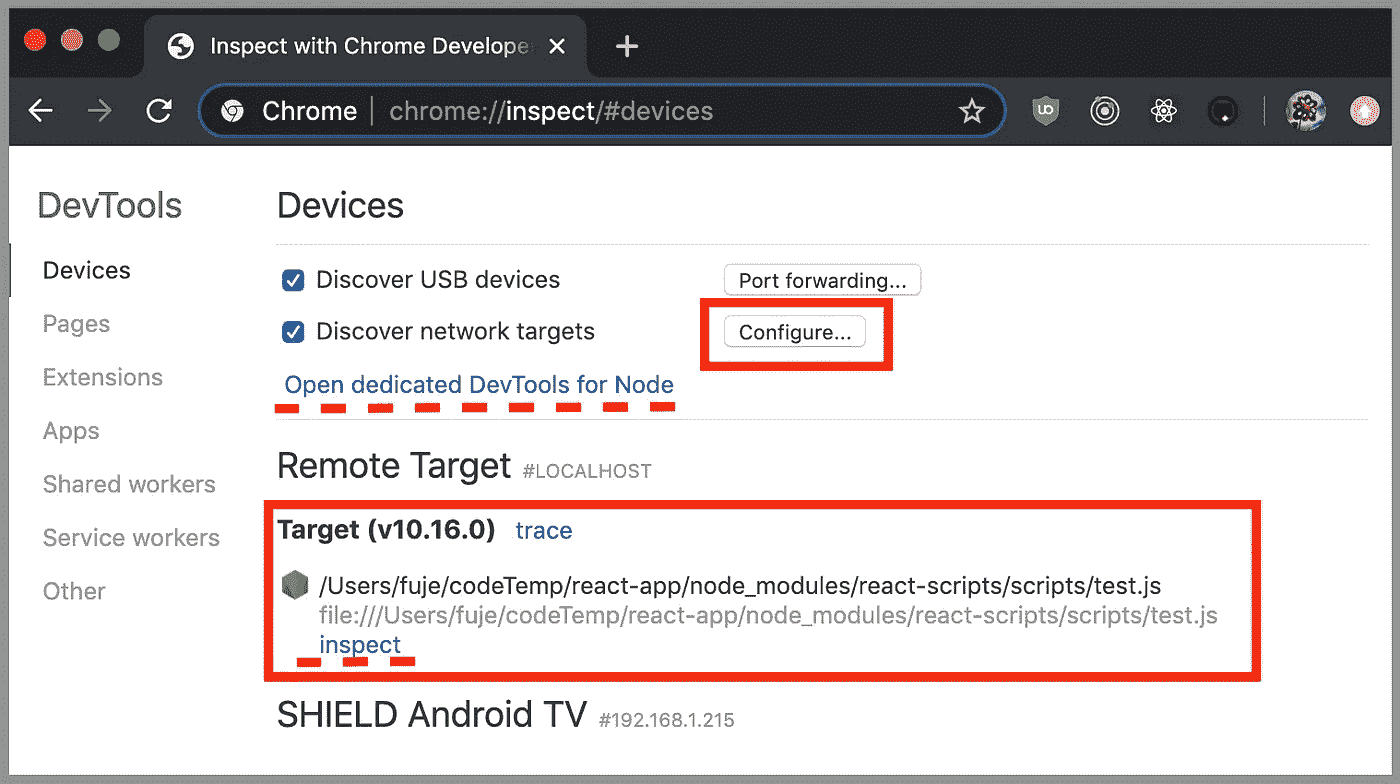 Inspect with Chrome Develope
Chrome chrome://inspect/#devices
DevTools
Devices
Pages
Extensions
Apps
Shared workers
Service workers
Other
Devices
Discover USB devices Port forwarding...
Discover network targets Configure...
Open dedicated DevTools for Node
Remote Target #LOCALHOST
Target (v10.16.0) trace
/Users/fuje/codeTemp/react-app/node_modules/react-scripts/scripts/test.js
file:///Users/fuje/codeTemp/react-app/node_modules/react-scripts/scripts/test.js
inspect
SHIELD Android TV #192.168.1.215